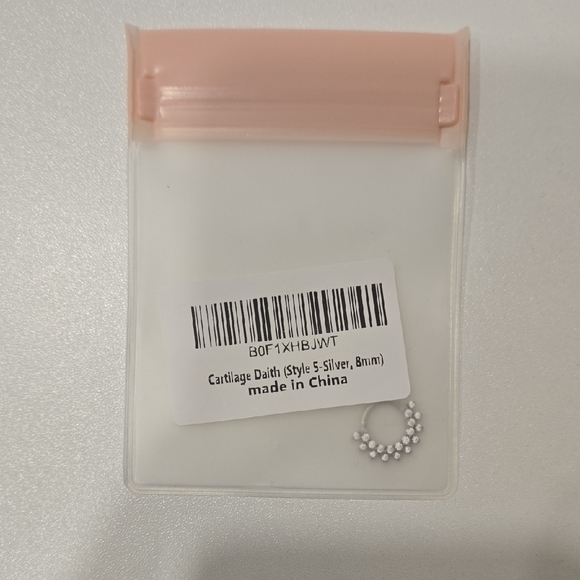 B0F1XHBJWT
Cartilage Daith (Style 5-Silver, 8mm)
made in China